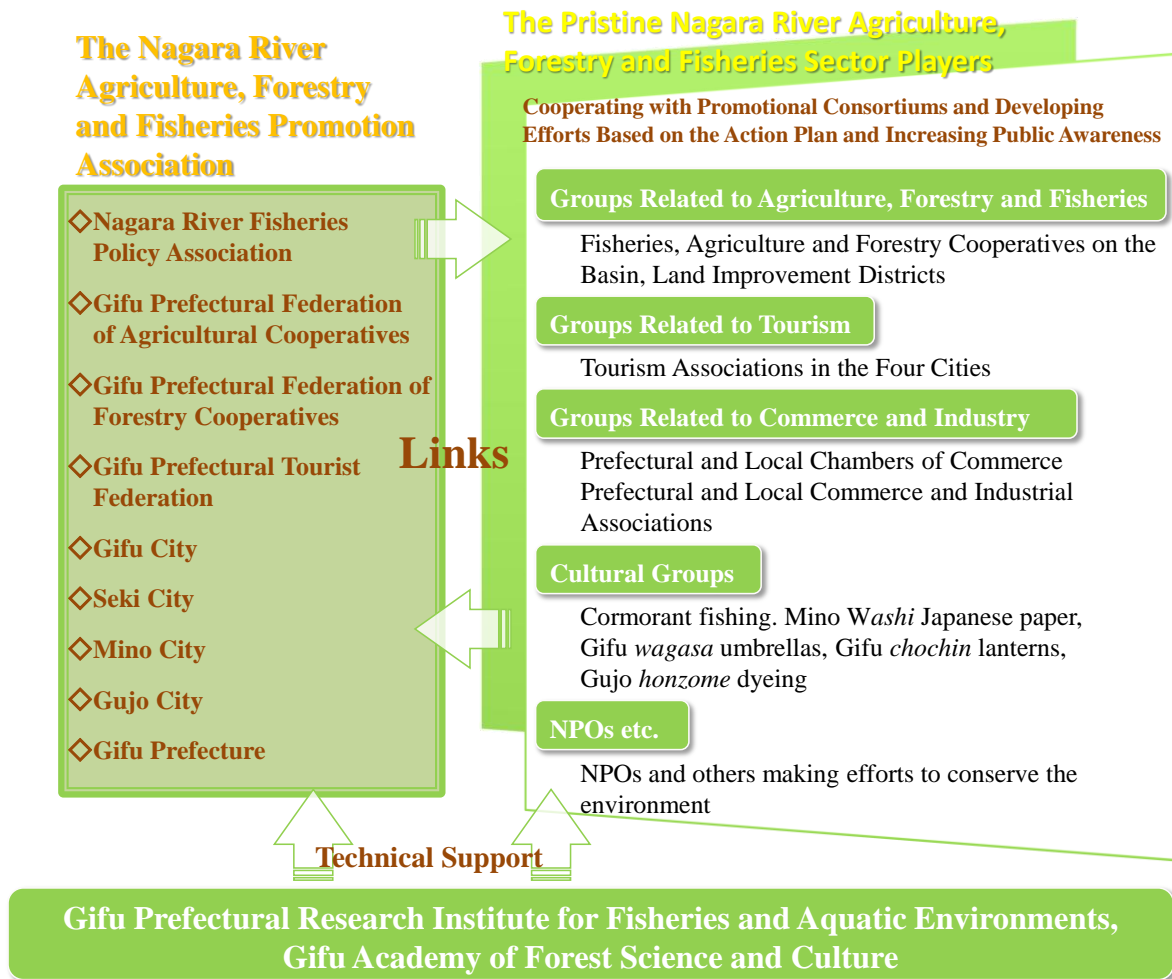 The Nagara River
Agriculture, Forestry
and Fisheries Promotion
Association
◇Nagara River Fisheries
Policy Association
◇Gifu Prefectural Federation
of Agricultural Cooperatives
◇Gifu Prefectural Federation of
Forestry Cooperatives
◇Gifu Prefectural Tourist
Federation
◇Gifu City
◇Seki City
◇Mino City
◇Gujo City
◇Gifu Prefecture
Links
The Pristine Nagara River Agriculture,
Forestry and Fisheries Sector Players
Cooperating with Promotional Consortiums and Developing
Efforts Based on the Action Plan and Increasing Public Awareness
Groups Related to Agriculture, Forestry and Fisheries
Fisheries, Agriculture and Forestry Cooperatives on the
Basin, Land Improvement Districts
Groups Related to Tourism
Tourism Associations in the Four Cities
Groups Related to Commerce and Industry
Prefectural and Local Chambers of Commerce
Prefectural and Local Commerce and Industrial
Associations
Cultural Groups
Cormorant fishing. Mino Washi Japanese paper,
Gifu wagasa umbrellas, Gifu chochin lanterns,
Gujo honzome dyeing
NPOs etc.
NPOs and others making efforts to conserve the
environment
Technical Support
Gifu Prefectural Research Institute for Fisheries and Aquatic Environments,
Gifu Academy of Forest Science and Culture